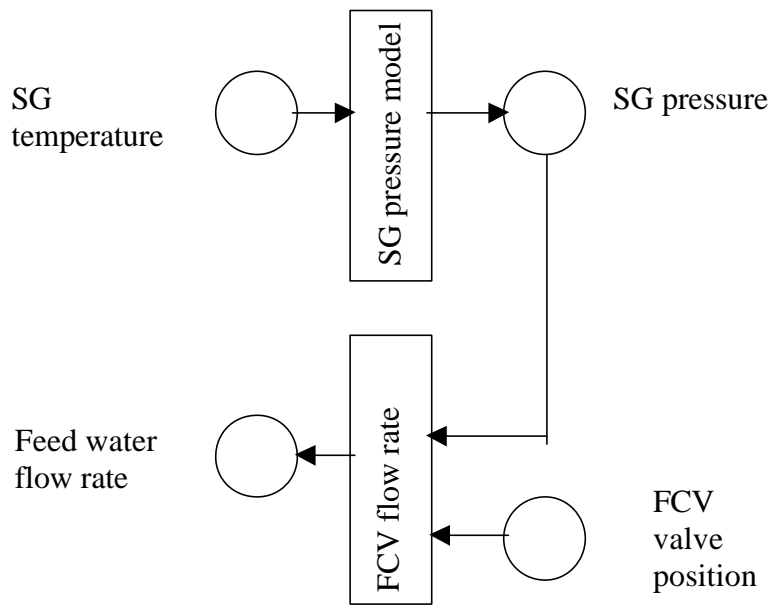 SG
temperature
SG pressure model
SG pressure
Feed water
flow rate
FCV flow rate
FCV
valve
position